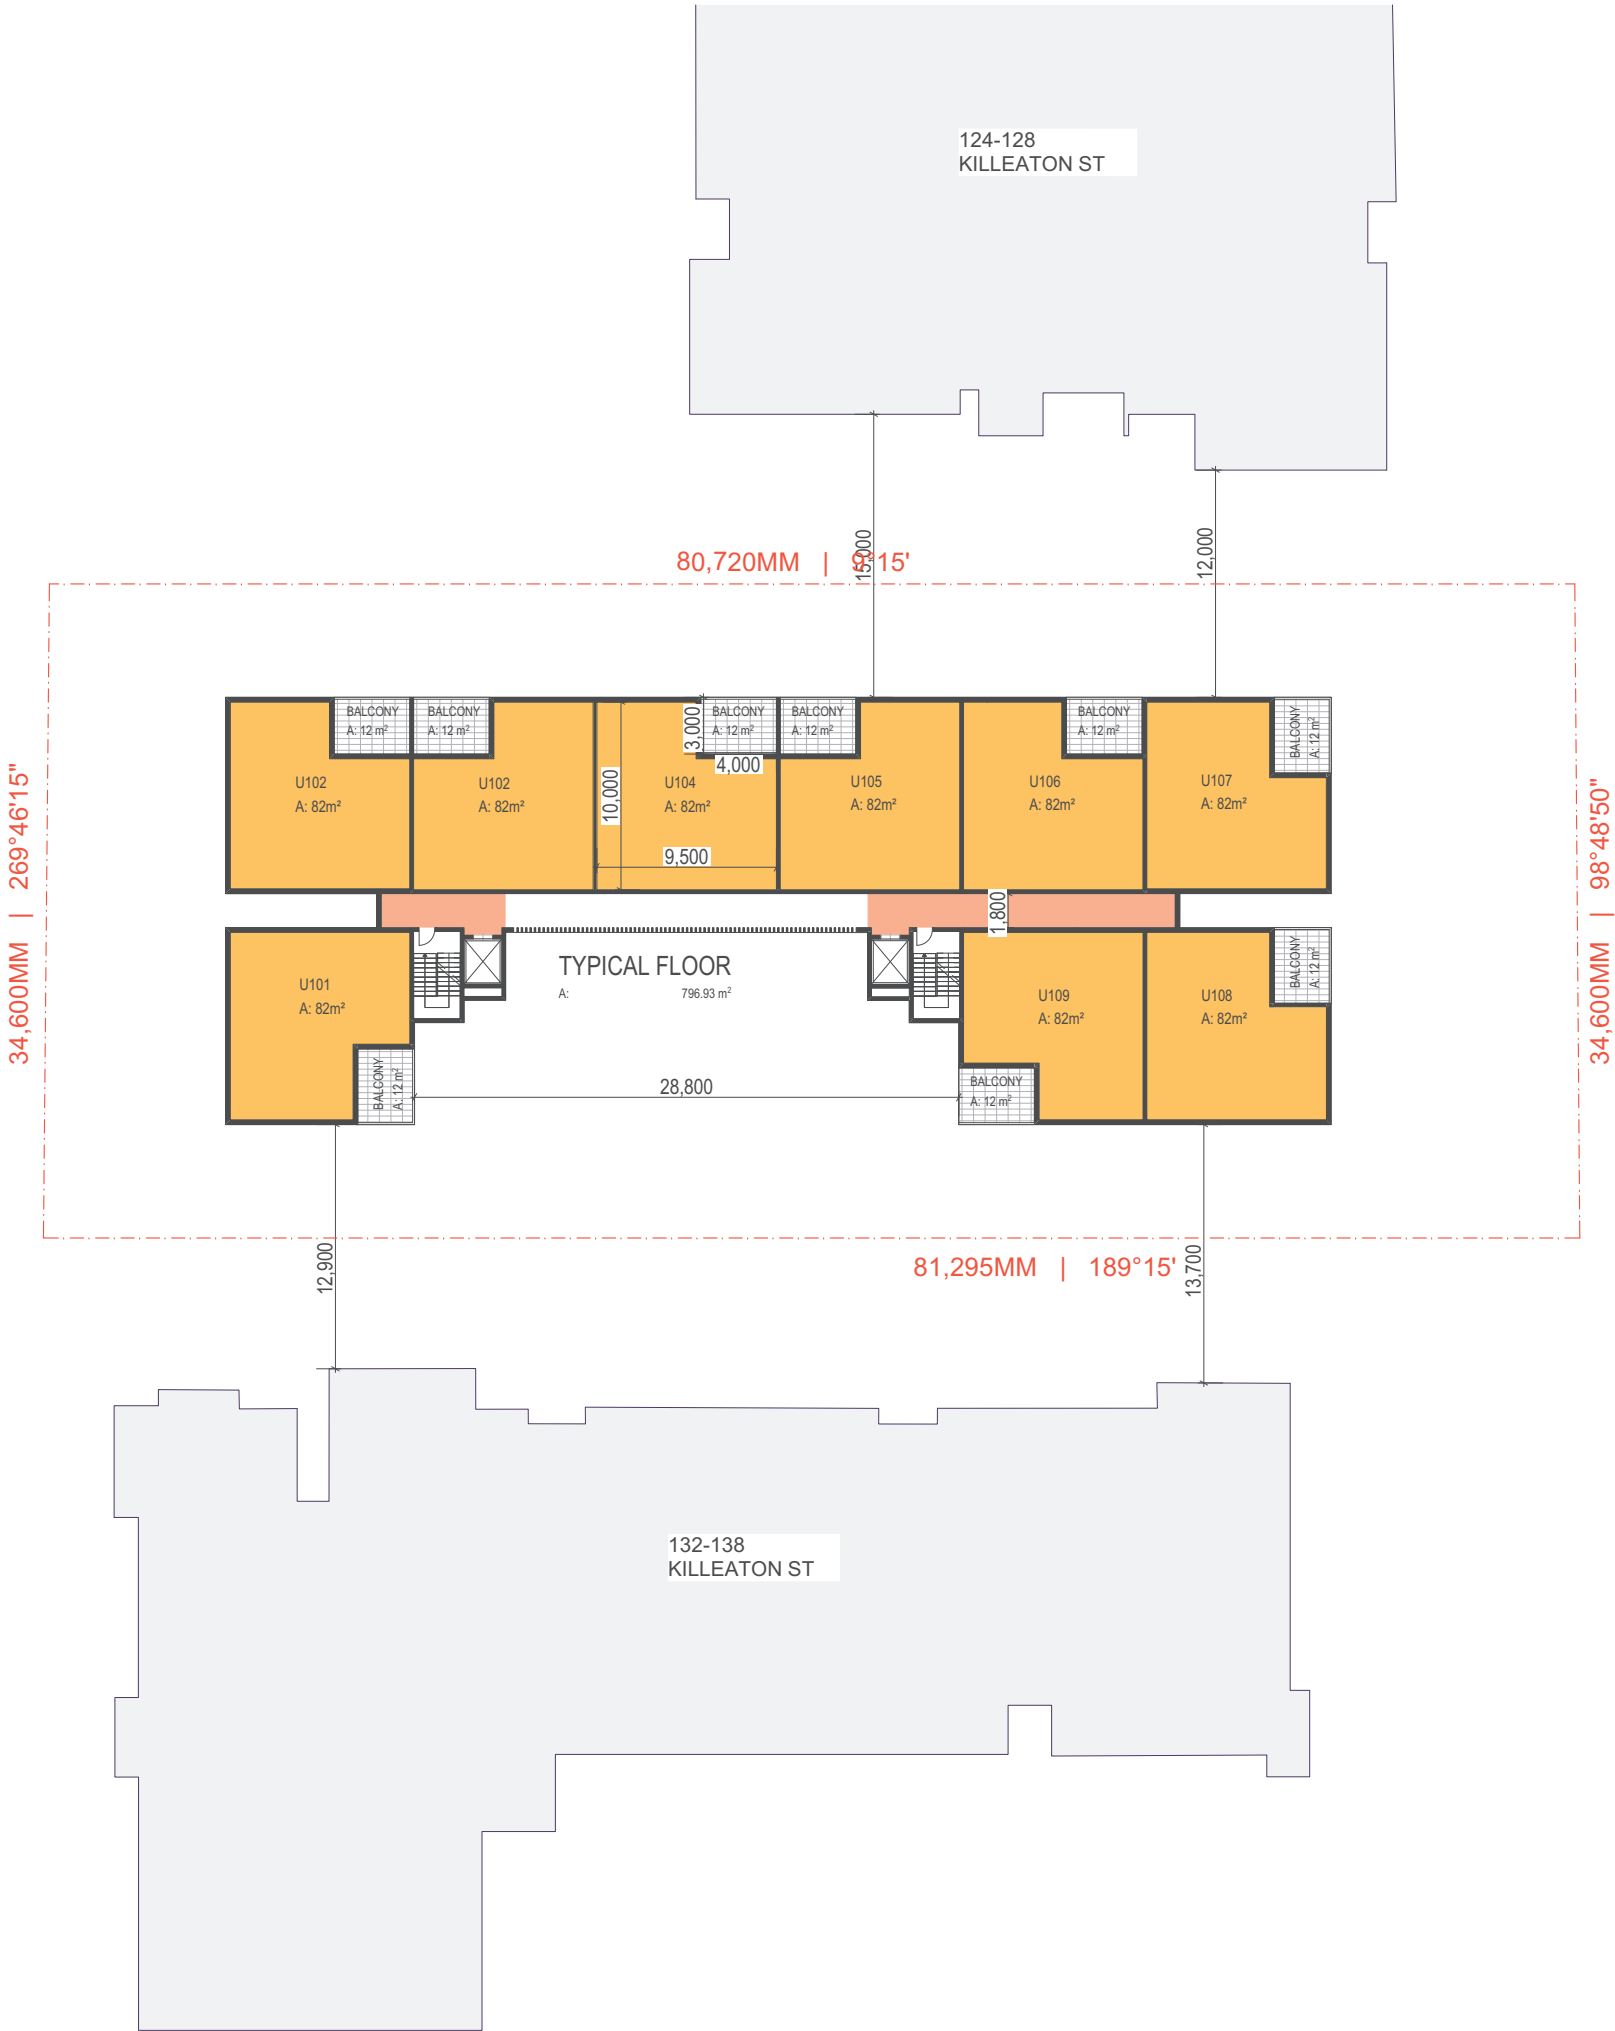 124-128
KILLEATON ST
15,000
12,000
80,720MM | 9°15'
BALCONY
A: 12 m²
BALCONY
A: 12 m²
3,000
BALCONY
A: 12 m²
BALCONY
A: 12 m²
BALCONY
A: 12 m²
BALCONY
A: 12 m²
4,000
U102
A: 82m²
U102
A: 82m²
10,000
U104
A: 82m²
U105
A: 82m²
U106
A: 82m²
U107
A: 82m²
9,500
34,600MM | 269°46'15"
34,600MM | 98°48'50"
1,800
TYPICAL FLOOR
A: 796.93 m²
U101
A: 82m²
BALCONY
A: 12 m²
28,800
U109
A: 82m²
BALCONY
A: 12 m²
U108
A: 82m²
BALCONY
A: 12 m²
12,900
81,295MM | 189°15'
13,700
132-138
KILLEATON ST